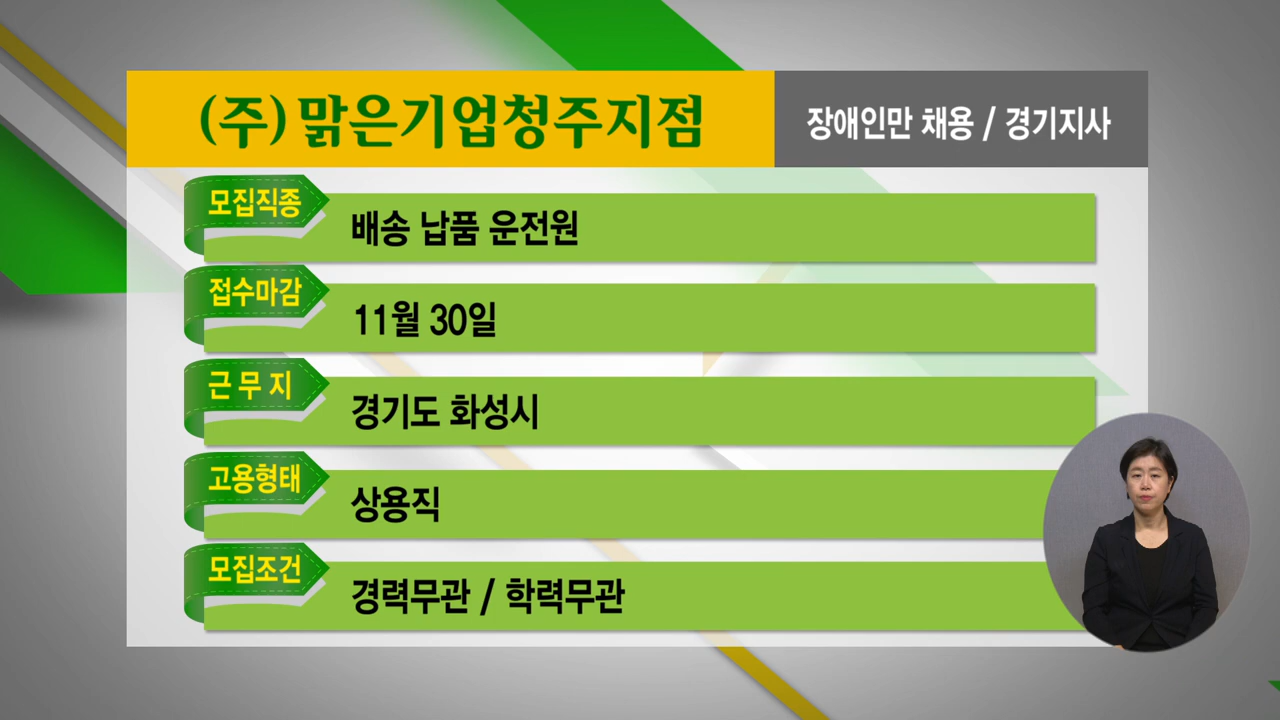 (주)맑은기업청주지점
장애인만 채용 / 경기지사
모집직종
배송 납품 운전원
접수마감
11월 30일
근 무 지
경기도 화성시
고용형태
상용직
모집조건
경력무관 / 학력무관